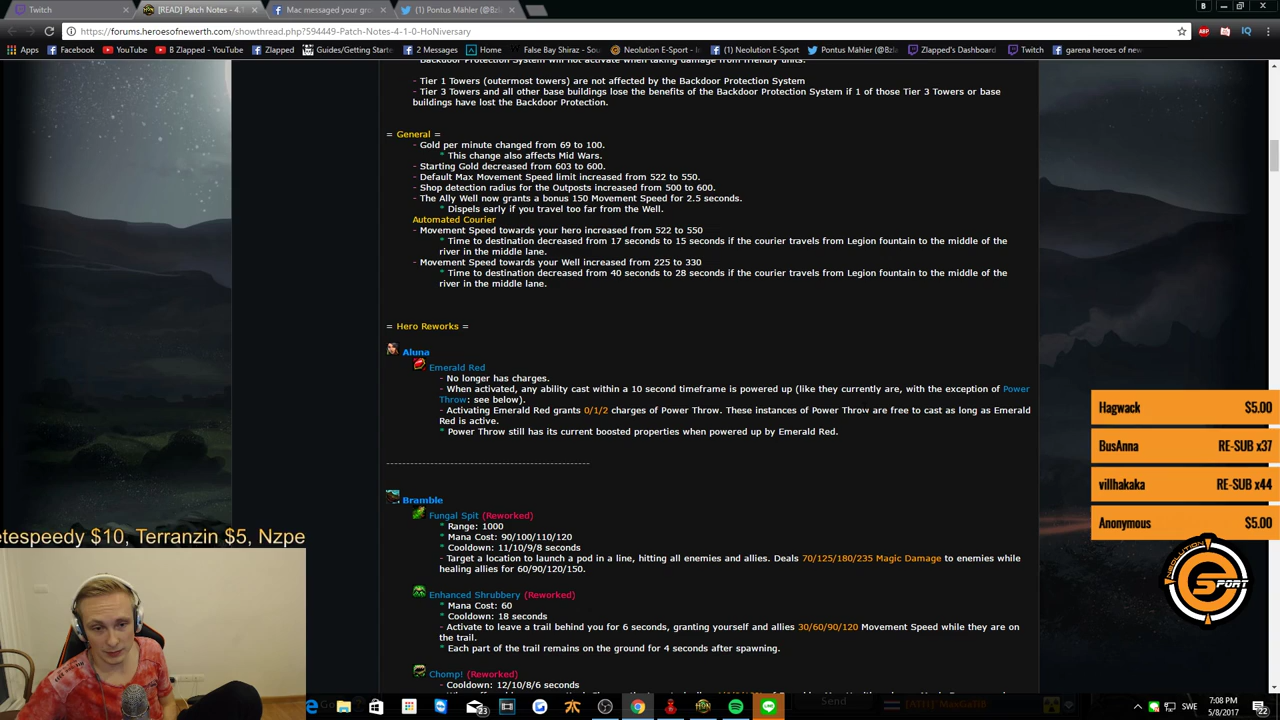 Twitch
[READ] Patch Notes - 4.1
Mac messaged your grou
(1) Pontus Mähler (@Bzl
B
https://forums.heroesofnewerth.com/showthread.php?594449-Patch-Notes-4-1-0-HoNiversary
ABP
IQ
Apps Facebook YouTube B Zlapped - YouTube Guides/Getting Starte 2 Messages Home False Bay Shiraz - Sou Neolution E-Sport - I (1) Neolution E-Sport Pontus Mähler (@Bzla Zlapped's Dashboard Twitch garena heroes of new
Backdoor Protection System will not activate when taking damage from friendly units.
- Tier 1 Towers (outermost towers) are not affected by the Backdoor Protection System
- Tier 3 Towers and all other base buildings lose the benefits of the Backdoor Protection System if 1 of those Tier 3 Towers or base
buildings have lost the Backdoor Protection.
= General =
- Gold per minute changed from 69 to 100.
* This change also affects Mid Wars.
- Starting Gold decreased from 603 to 600.
- Default Max Movement Speed limit increased from 522 to 550.
- Shop detection radius for the Outposts increased from 500 to 600.
- The Ally Well now grants a bonus 150 Movement Speed for 2.5 seconds.
* Dispels early if you travel too far from the Well.
Automated Courier
- Movement Speed towards your hero increased from 522 to 550
* Time to destination decreased from 17 seconds to 15 seconds if the courier travels from Legion fountain to the middle of the
river in the middle lane.
- Movement Speed towards your Well increased from 225 to 330
* Time to destination decreased from 40 seconds to 28 seconds if the courier travels from Legion fountain to the middle of the
river in the middle lane.
= Hero Reworks =
Aluna
Emerald Red
- No longer has charges.
- When activated, any ability cast within a 10 second timeframe is powered up (like they currently are, with the exception of Power
Throw: see below).
- Activating Emerald Red grants 0/1/2 charges of Power Throw. These instances of Power Throw are free to cast as long as Emerald
Red is active.
* Power Throw still has its current boosted properties when powered up by Emerald Red.
--------------------------------------------------
Bramble
Fungal Spit (Reworked)
* Range: 1000
* Mana Cost: 90/100/110/120
* Cooldown: 11/10/9/8 seconds
- Target a location to launch a pod in a line, hitting all enemies and allies. Deals 70/125/180/235 Magic Damage to enemies while
healing allies for 60/90/120/150.
Enhanced Shrubbery (Reworked)
* Mana Cost: 60
* Cooldown: 18 seconds
- Activate to leave a trail behind you for 6 seconds, granting yourself and allies 30/60/90/120 Movement Speed while they are on
the trail.
* Each part of the trail remains on the ground for 4 seconds after spawning.
Chomp! (Reworked)
- Cooldown: 12/10/8/6 seconds
Hagwack $5.00
BusAnna RE-SUB x37
villhakaka RE-SUB x44
Anonymous $5.00
NEOLUTION
E SPORT
etespeedy $10, Terranzin $5, Nzpe
23
Send
SWE
7:08 PM
5/8/2017
22